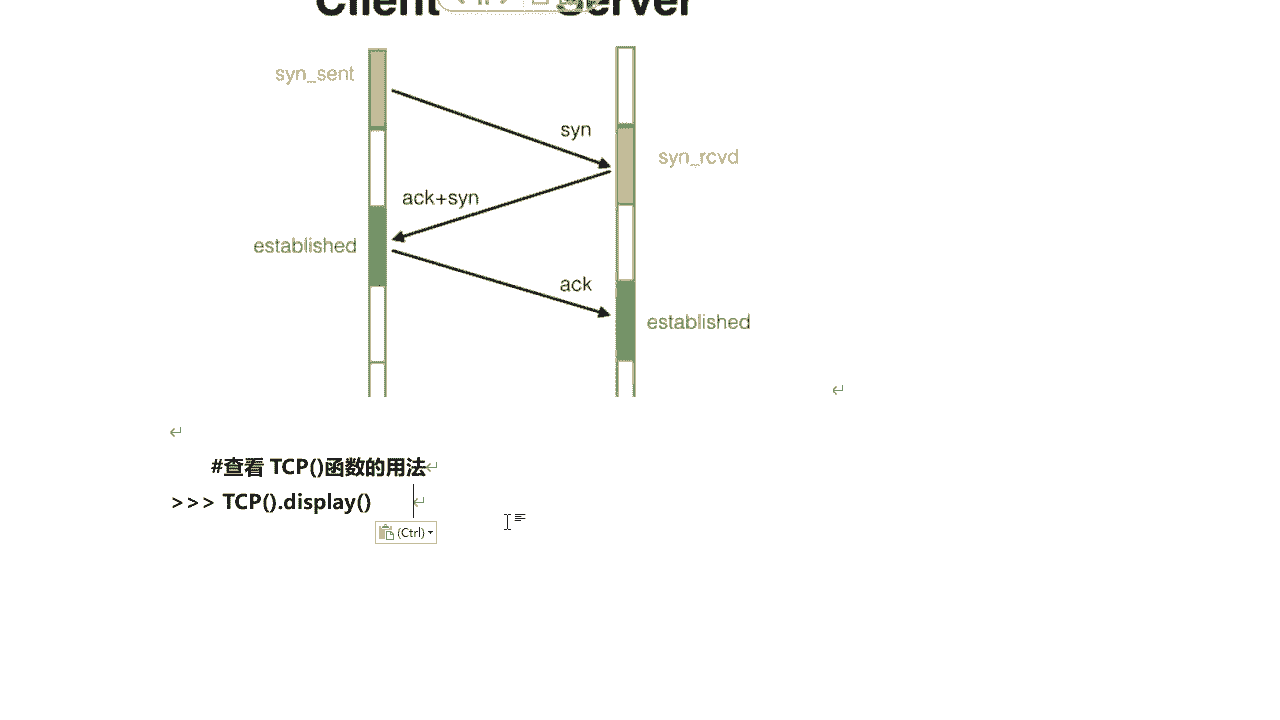 Client Server
syn_sent
syn
syn_rcvd
ack+syn
established
ack
established
#查看 TCP()函数的用法
>>> TCP().display()
(Ctrl)